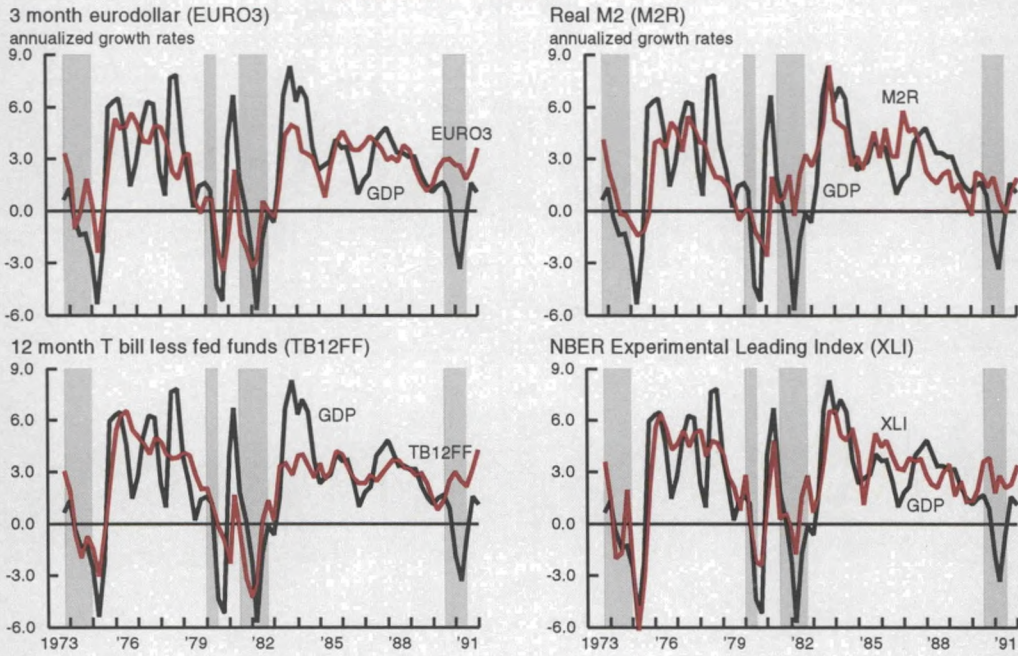 3 month eurodollar (EURO3)
annualized growth rates
9.0
6.0
3.0
0.0
-3.0
-6.0
EURO3
GDP
Real M2 (M2R)
annualized growth rates
9.0
6.0
3.0
0.0
-3.0
-6.0
M2R
GDP
12 month T bill less fed funds (TB12FF)
9.0
6.0
3.0
0.0
-3.0
-6.0
GDP
TB12FF
1973 '76 '79 '82 '85 '88 '91
NBER Experimental Leading Index (XLI)
9.0
6.0
3.0
0.0
-3.0
-6.0
XLI
GDP
1973 '76 '79 '82 '85 '88 '91